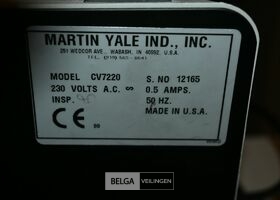 MARTIN YALE IND., INC.
251 WEDCOR AVE., WABASH, IN 46992, U.S.A.
TEL.
MODEL CV7220 S. NO 12165
230 VOLTS A.C. 0.5 AMPS.
INSP. 50 HZ.
MADE IN U.S.A.
CE
BELGA VEILINGEN